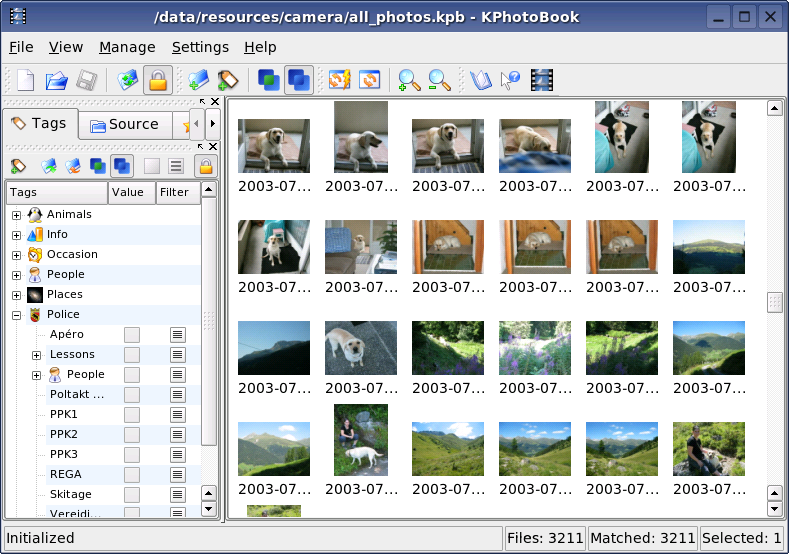 /data/resources/camera/all_photos.kpb - KPhotoBook
File View Manage Settings Help
Tags Source
Tags Value Filter
Animals
Info
Occasion
People
Places
Police
Apéro
Lessons
People
Poltakt ...
PPK1
PPK2
PPK3
REGA
Skitage
Vereidi...
2003-07... 2003-07... 2003-07... 2003-07... 2003-07... 2003-07...
2003-07... 2003-07... 2003-07... 2003-07... 2003-07... 2003-07...
2003-07... 2003-07... 2003-07... 2003-07... 2003-07... 2003-07...
2003-07... 2003-07... 2003-07... 2003-07... 2003-07... 2003-07...
Initialized Files: 3211 Matched: 3211 Selected: 1